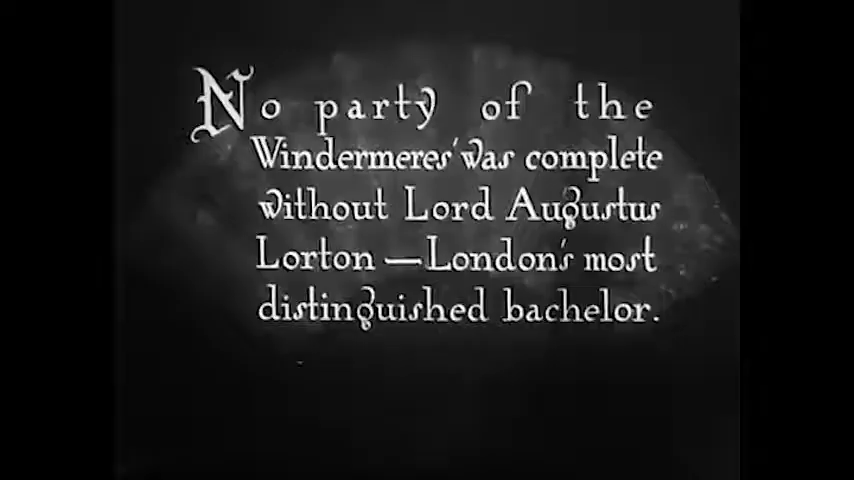 No party of the
Windermeres' was complete
without Lord Augustus
Lorton — London's most
distinguished bachelor.